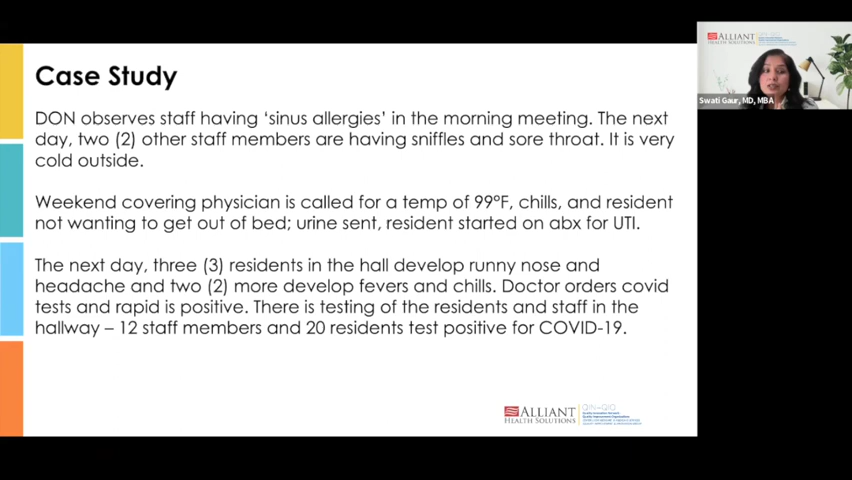 Case Study
DON observes staff having ‘sinus allergies’ in the morning meeting. The next
day, two (2) other staff members are having sniffles and sore throat. It is very
cold outside.
Weekend covering physician is called for a temp of 99°F, chills, and resident
not wanting to get out of bed; urine sent, resident started on abx for UTI.
The next day, three (3) residents in the hall develop runny nose and
headache and two (2) more develop fevers and chills. Doctor orders covid
tests and rapid is positive. There is testing of the residents and staff in the
hallway – 12 staff members and 20 residents test positive for COVID-19.
ALLIANT
HEALTH SOLUTIONS
QIN-QIO
ALLIANT
HEALTH SOLUTIONS
Swati Gaur, MD, MBA